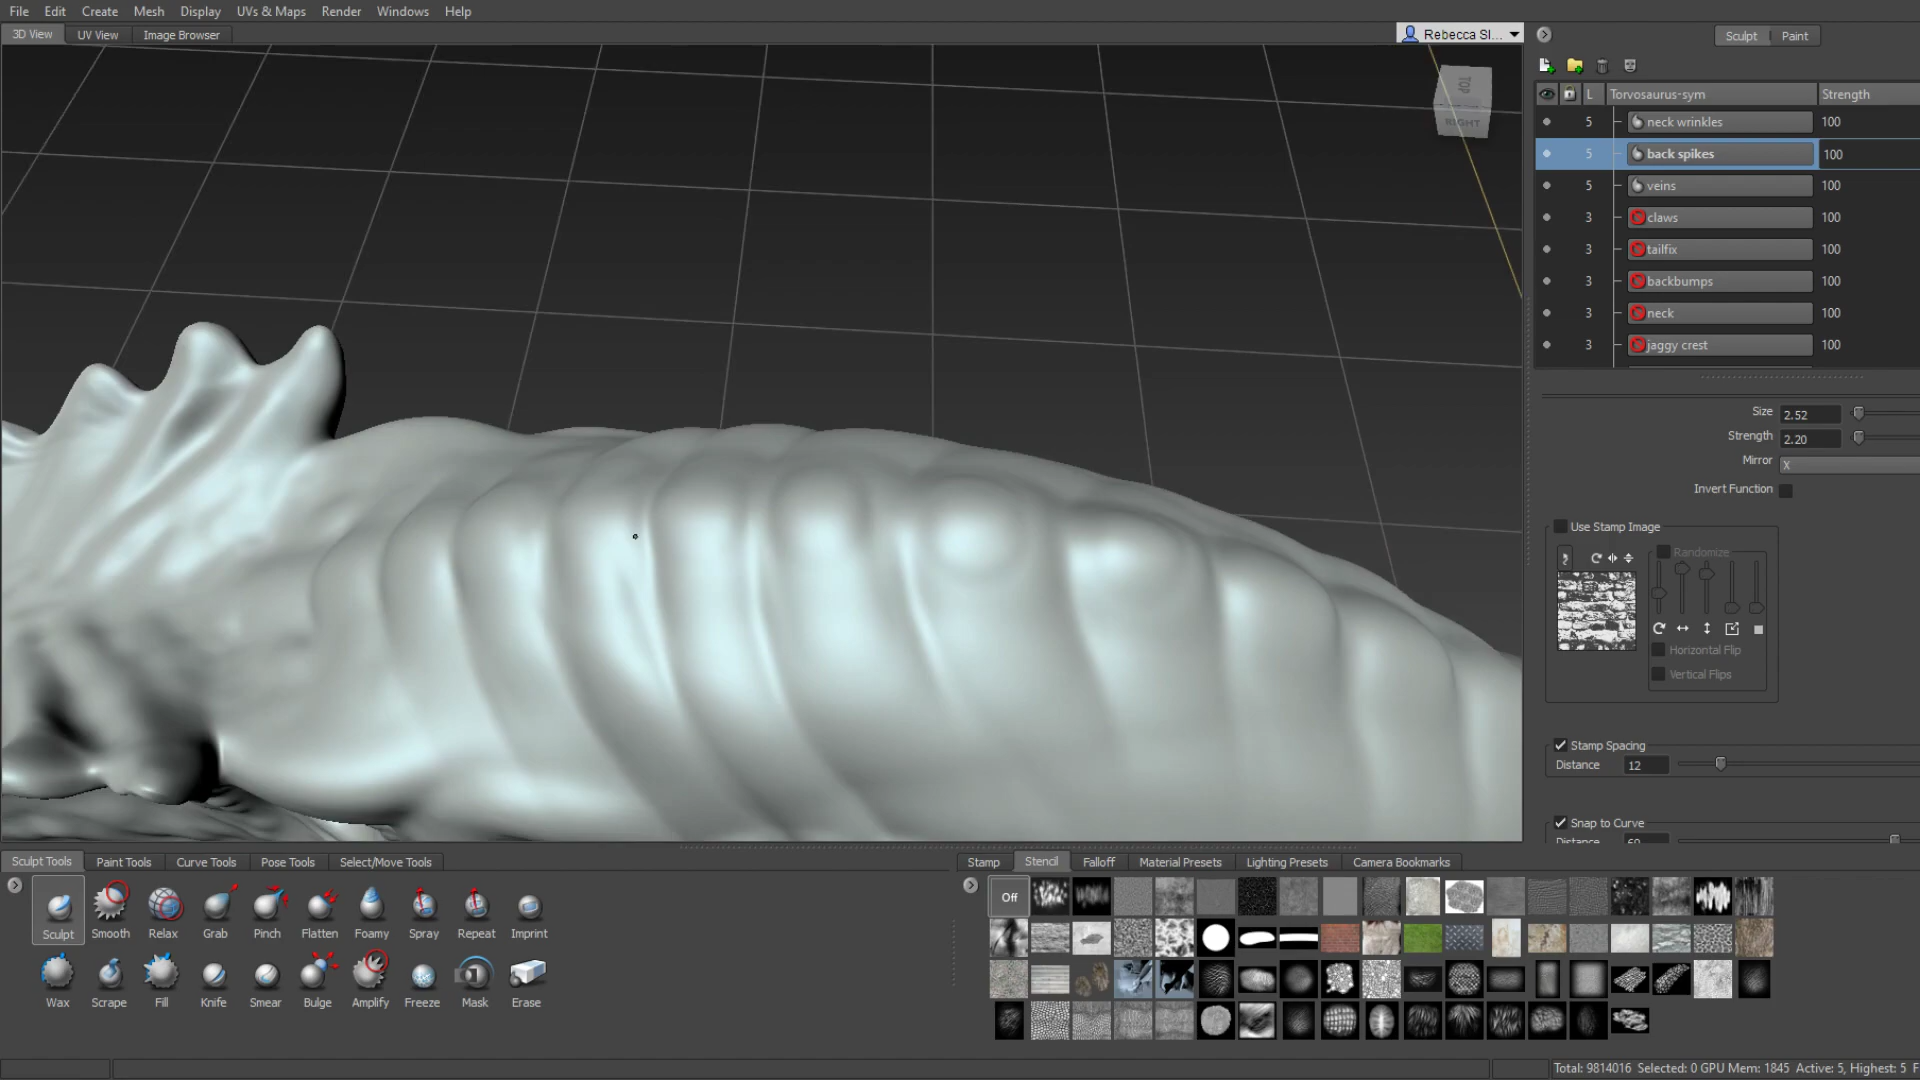 File Edit Create Mesh Display UVs & Maps Render Windows Help
3D View UV View Image Browser
Rebecca Sl...
Sculpt Paint
TOP
RIGHT
L Torvosaurus-sym Strength
5 neck wrinkles 100
5 back spikes 100
5 veins 100
3 claws 100
3 tailfix 100
3 backbumps 100
3 neck 100
3 jaggy crest 100
Size 2.52
Strength 2.20
Mirror X
Invert Function
Use Stamp Image
Randomize
Horizontal Flip
Vertical Flips
Stamp Spacing
Distance 12
Snap to Curve
Distance 60
Sculpt Tools Paint Tools Curve Tools Pose Tools Select/Move Tools
Stamp Stencil Falloff Material Presets Lighting Presets Camera Bookmarks
Off
Sculpt Smooth Relax Grab Pinch Flatten Foamy Spray Repeat Imprint
Wax Scrape Fill Knife Smear Bulge Amplify Freeze Mask Erase
Total: 9814016 Selected: 0 GPU Mem: 1845 Active: 5, Highest: 5 F